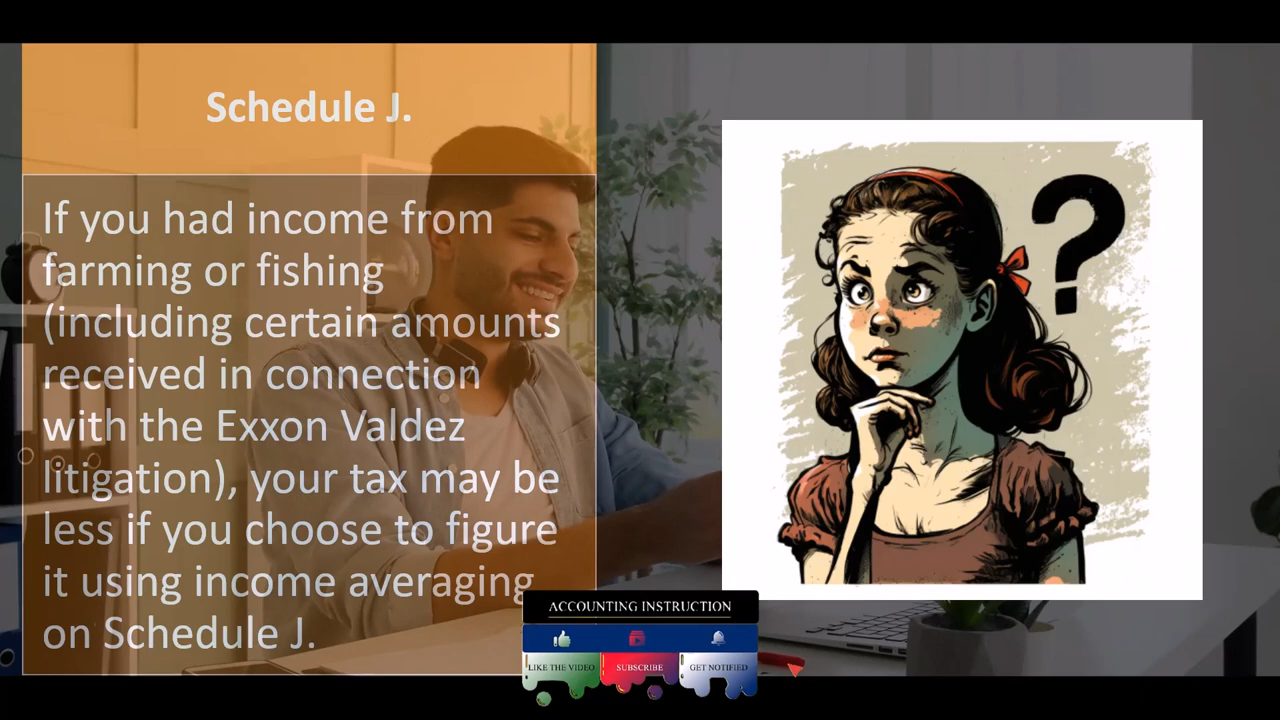 Schedule J.
If you had income from
farming or fishing
(including certain amounts
received in connection
with the Exxon Valdez
litigation), your tax may be
less if you choose to figure
it using income averaging
on Schedule J.
?
ACCOUNTING INSTRUCTION
LIKE THE VIDEO
SUBSCRIBE
GET NOTIFIED